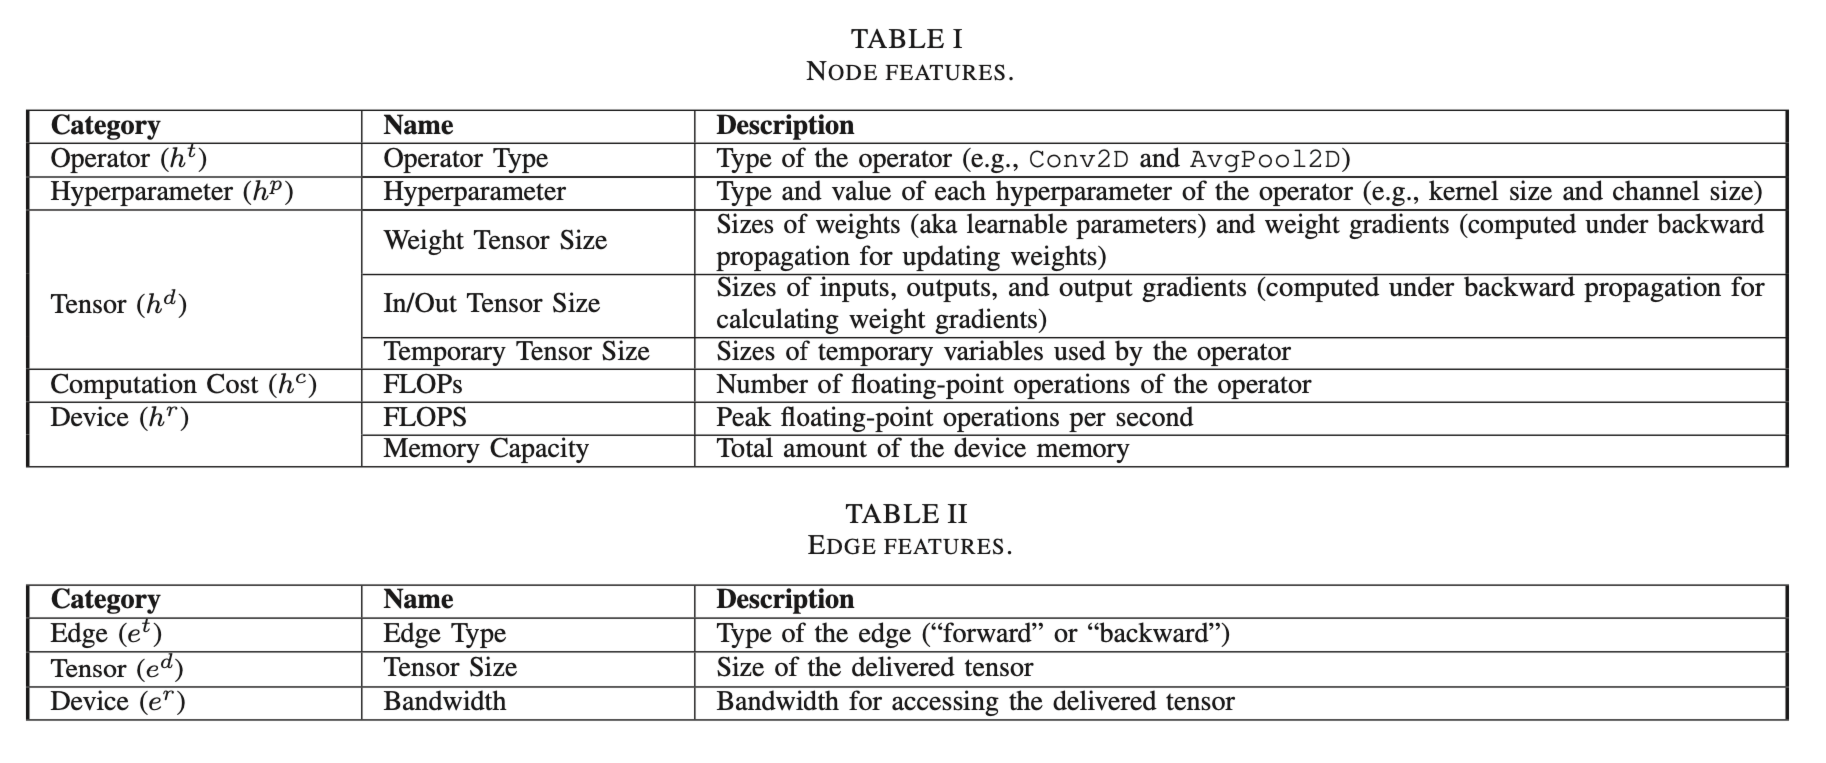 TABLE I
NODE FEATURES.
Category Name Description
Operator (h^t) Operator Type Type of the operator (e.g., Conv2D and AvgPool2D)
Hyperparameter (h^p) Hyperparameter Type and value of each hyperparameter of the operator (e.g., kernel size and channel size)
Tensor (h^d) Weight Tensor Size Sizes of weights (aka learnable parameters) and weight gradients (computed under backward
propagation for updating weights)
In/Out Tensor Size Sizes of inputs, outputs, and output gradients (computed under backward propagation for
calculating weight gradients)
Temporary Tensor Size Sizes of temporary variables used by the operator
Computation Cost (h^c) FLOPs Number of floating-point operations of the operator
Device (h^r) FLOPS Peak floating-point operations per second
Memory Capacity Total amount of the device memory
TABLE II
EDGE FEATURES.
Category Name Description
Edge (e^t) Edge Type Type of the edge (“forward” or “backward”)
Tensor (e^d) Tensor Size Size of the delivered tensor
Device (e^r) Bandwidth Bandwidth for accessing the delivered tensor